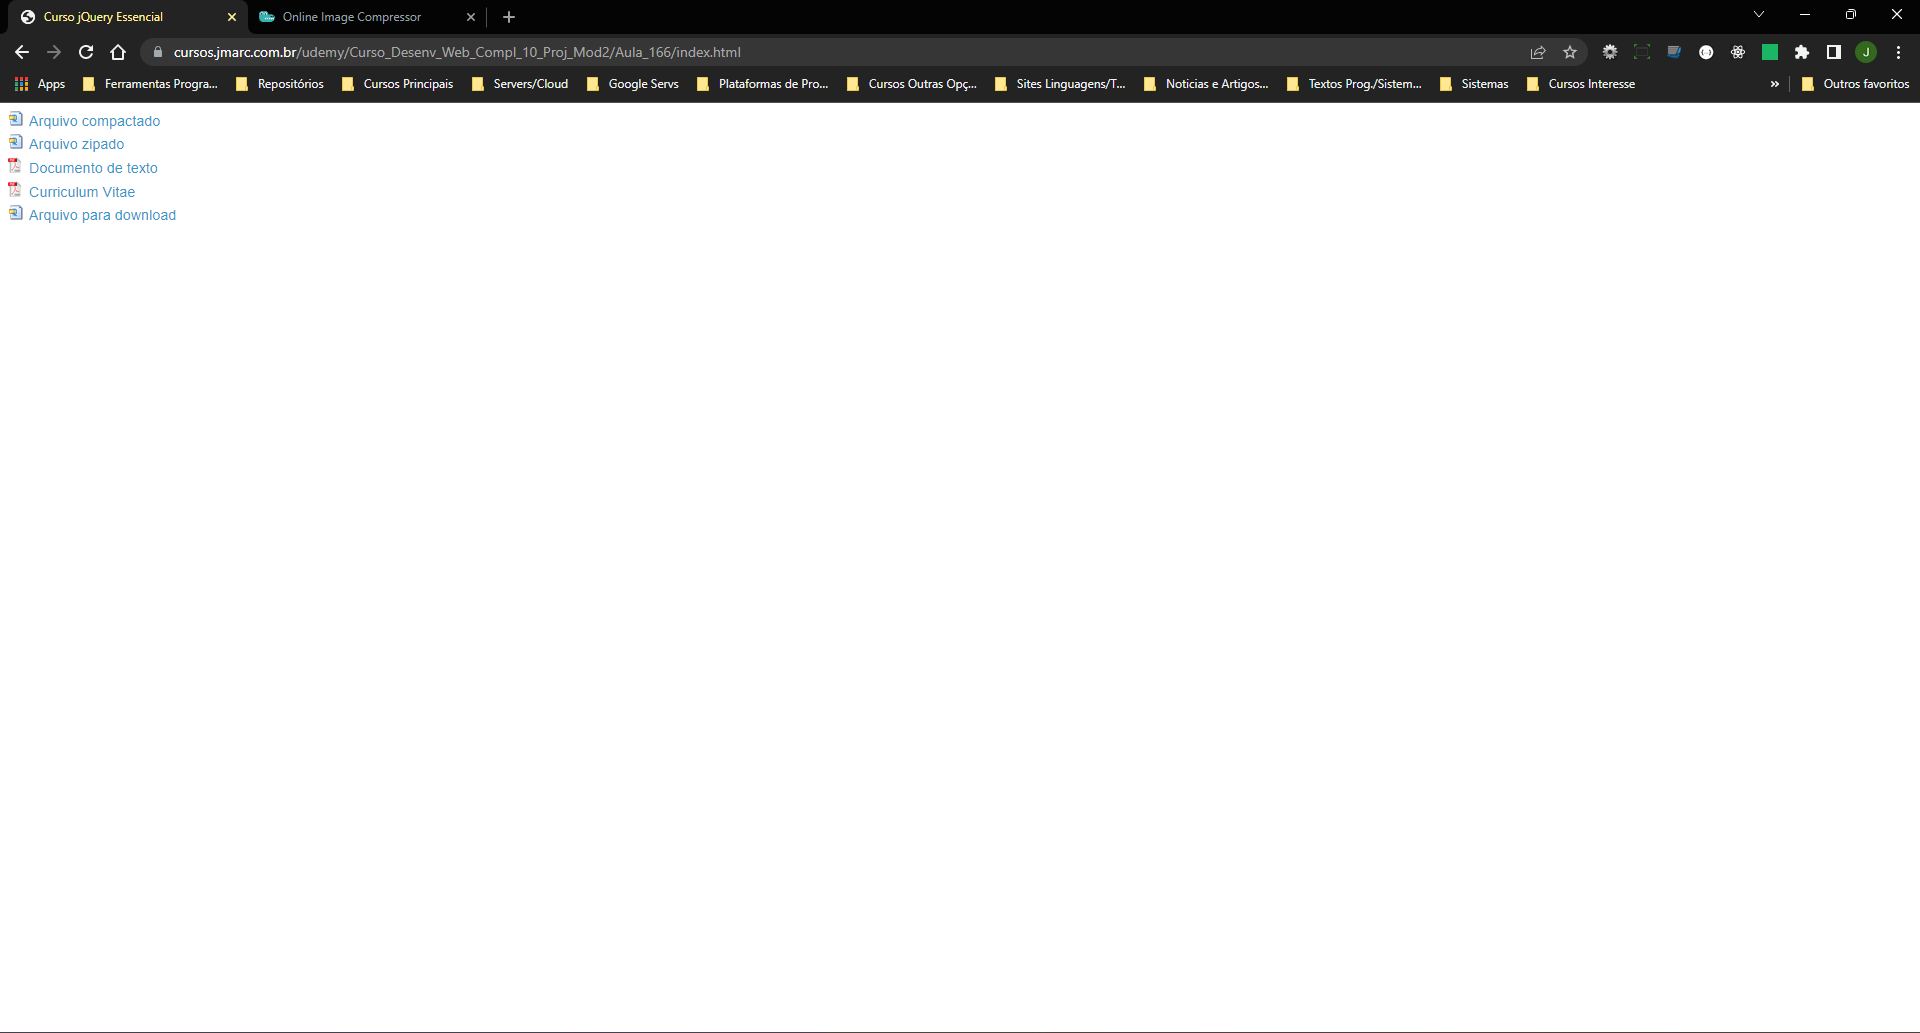 Curso jQuery Essencial
Online Image Compressor
cursos.jmarc.com.br/udemy/Curso_Desenv_Web_Compl_10_Proj_Mod2/Aula_166/index.html
J
Apps Ferramentas Progra... Repositórios Cursos Principais Servers/Cloud Google Servs Plataformas de Pro... Cursos Outras Opç... Sites Linguagens/T... Noticias e Artigos... Textos Prog./Sistem... Sistemas Cursos Interesse » Outros favoritos
Arquivo compactado
Arquivo zipado
Documento de texto
Curriculum Vitae
Arquivo para download